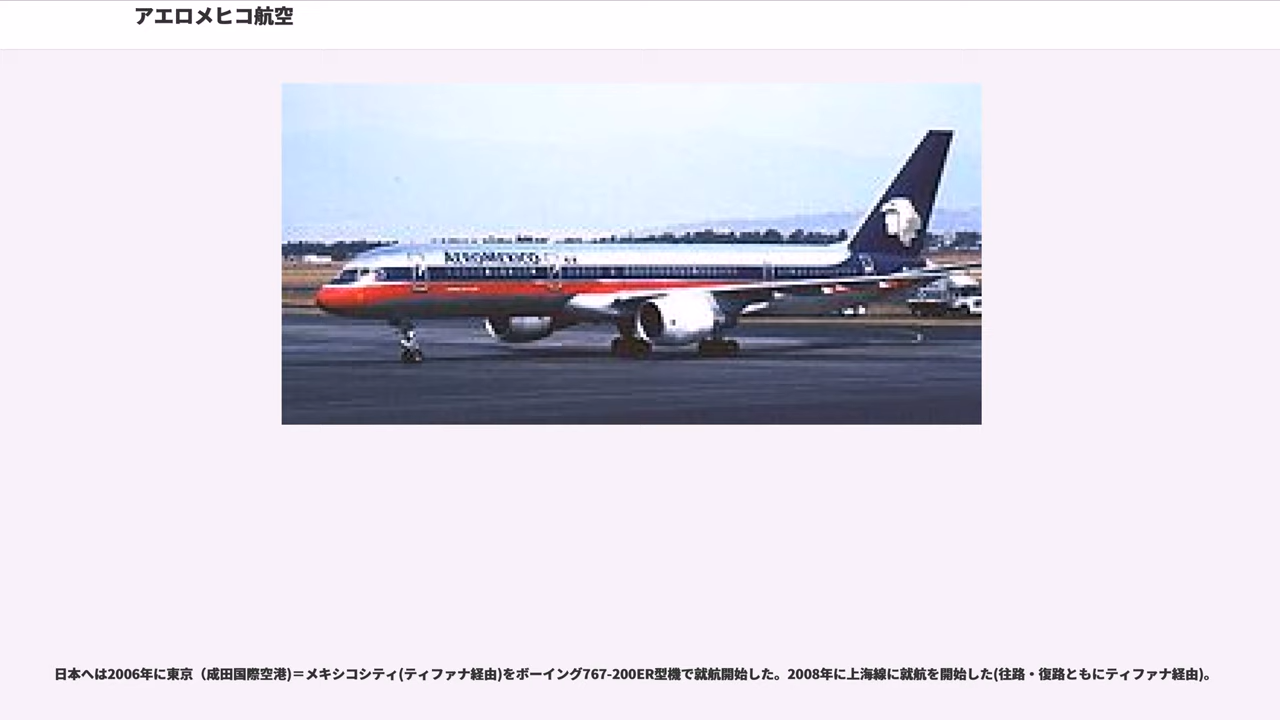 アエロメヒコ航空
AEROMEXICO
日本へは2006年に東京（成田国際空港)＝メキシコシティ(ティファナ経由)をボーイング767-200ER型機で就航開始した。2008年に上海線に就航を開始した(往路・復路ともにティファナ経由)。